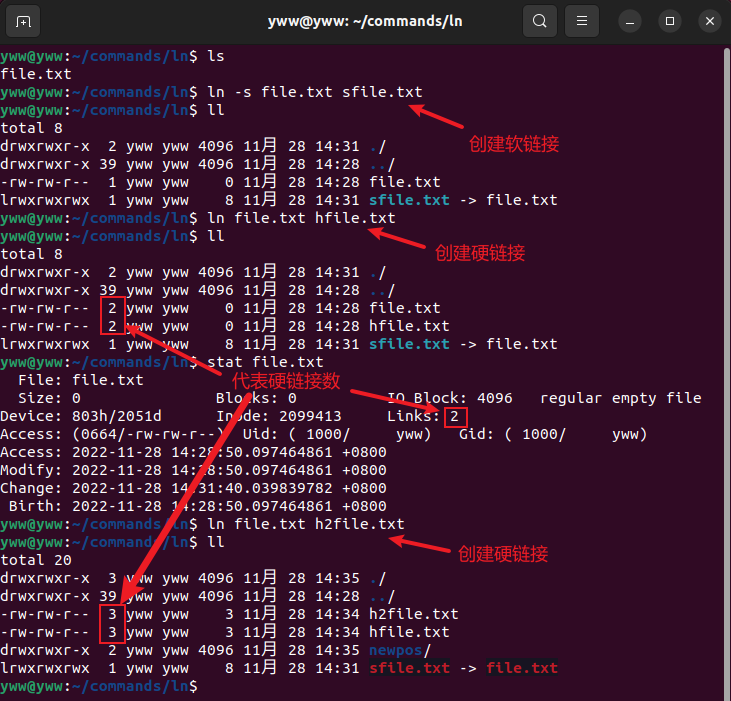 yww@yww: ~/commands/ln
yww@yww:~/commands/ln$ ls
file.txt
yww@yww:~/commands/ln$ ln -s file.txt sfile.txt
yww@yww:~/commands/ln$ ll
创建软链接
total 8
drwxrwxr-x  2 yww yww 4096 11月 28 14:31 ./
drwxrwxr-x 39 yww yww 4096 11月 28 14:28 ../
-rw-rw-r--  1 yww yww    0 11月 28 14:28 file.txt
lrwxrwxrwx  1 yww yww    8 11月 28 14:31 sfile.txt -> file.txt
yww@yww:~/commands/ln$ ln file.txt hfile.txt
yww@yww:~/commands/ln$ ll
创建硬链接
total 8
drwxrwxr-x  2 yww yww 4096 11月 28 14:31 ./
drwxrwxr-x 39 yww yww 4096 11月 28 14:28 ../
-rw-rw-r--  2 yww yww    0 11月 28 14:28 file.txt
-rw-rw-r--  2 yww yww    0 11月 28 14:28 hfile.txt
lrwxrwxrwx  1 yww yww    8 11月 28 14:31 sfile.txt -> file.txt
yww@yww:~/commands/ln$ stat file.txt
代表硬链接数
  File: file.txt
  Size: 0               Blocks: 0          IO Block: 4096   regular empty file
Device: 803h/2051d      Inode: 2099413     Links: 2
Access: (0664/-rw-rw-r--)  Uid: ( 1000/     yww)   Gid: ( 1000/     yww)
Access: 2022-11-28 14:28:50.097464861 +0800
Modify: 2022-11-28 14:28:50.097464861 +0800
Change: 2022-11-28 14:31:40.039839782 +0800
 Birth: 2022-11-28 14:28:50.097464861 +0800
yww@yww:~/commands/ln$ ln file.txt h2file.txt
yww@yww:~/commands/ln$ ll
创建硬链接
total 20
drwxrwxr-x  3 yww yww 4096 11月 28 14:35 ./
drwxrwxr-x 39 yww yww 4096 11月 28 14:28 ../
-rw-rw-r--  3 yww yww    3 11月 28 14:34 h2file.txt
-rw-rw-r--  3 yww yww    3 11月 28 14:34 hfile.txt
drwxrwxr-x  2 yww yww 4096 11月 28 14:35 newpos/
lrwxrwxrwx  1 yww yww    8 11月 28 14:31 sfile.txt -> file.txt
yww@yww:~/commands/ln$